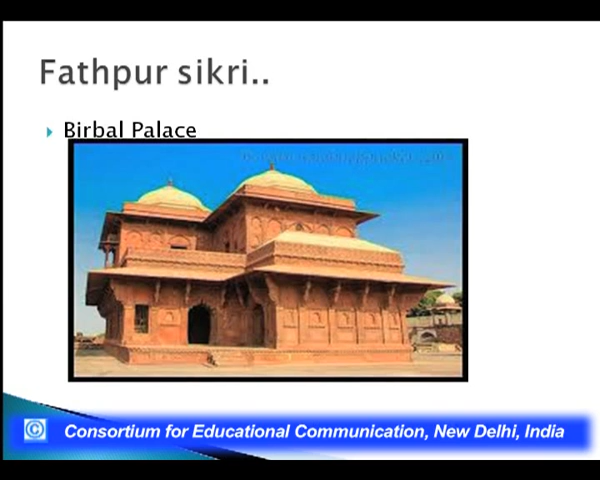 Fathpur sikri..
Birbal Palace
© Consortium for Educational Communication, New Delhi, India